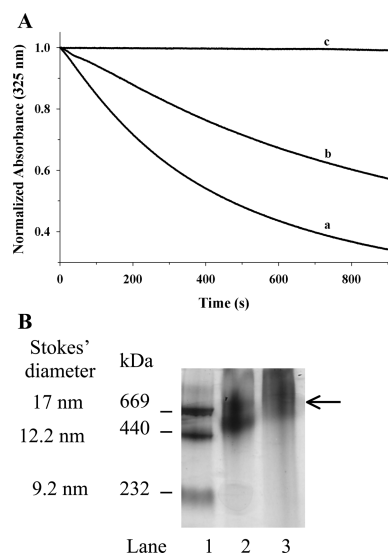 A
Normalized Absorbance (325 nm)
1.0
0.8
0.6
0.4
c
b
a
0 200 400 600 800
Time (s)
B
Stokes’ diameter
kDa
17 nm 669
12.2 nm 440
9.2 nm 232
Lane 1 2 3